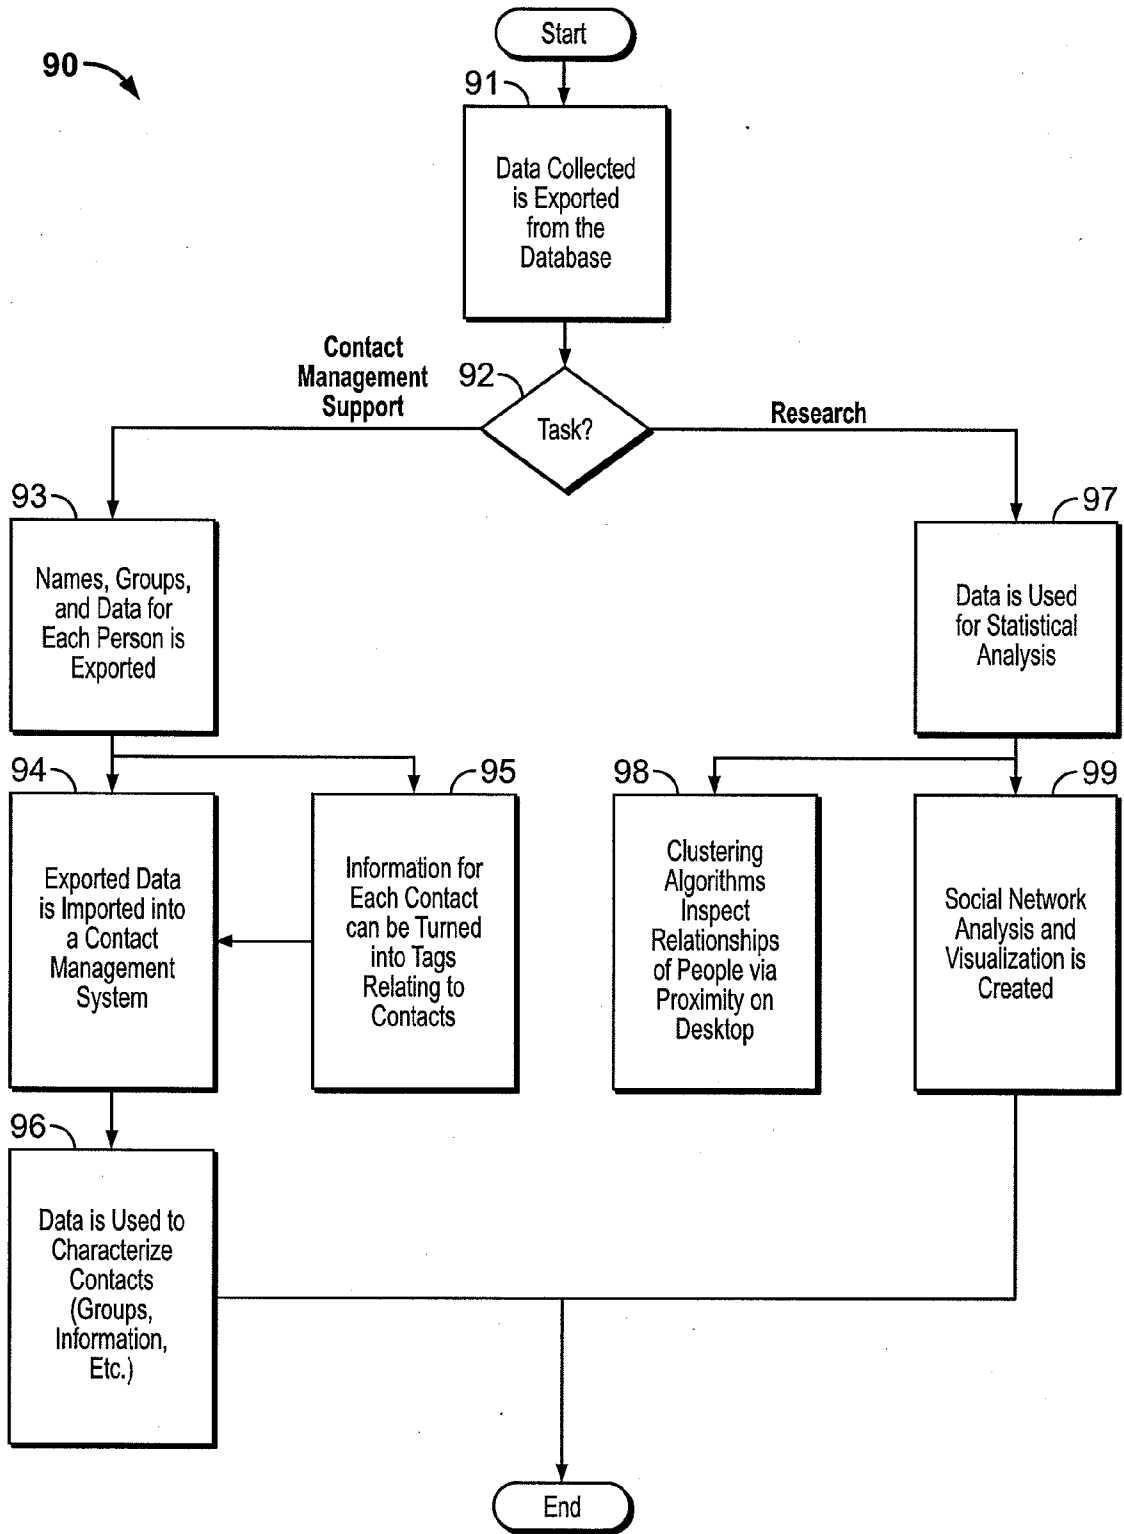 Start
90
91
Data Collected
is Exported
from the
Database
Contact
Management
Support
92
Task?
Research
93
Names, Groups,
and Data for
Each Person is
Exported
97
Data is Used
for Statistical
Analysis
94
Exported Data
is Imported into
a Contact
Management
System
95
Information for
Each Contact
can be Turned
into Tags
Relating to
Contacts
98
Clustering
Algorithms
Inspect
Relationships
of People via
Proximity on
Desktop
99
Social Network
Analysis and
Visualization is
Created
96
Data is Used to
Characterize
Contacts
(Groups,
Information,
Etc.)
End